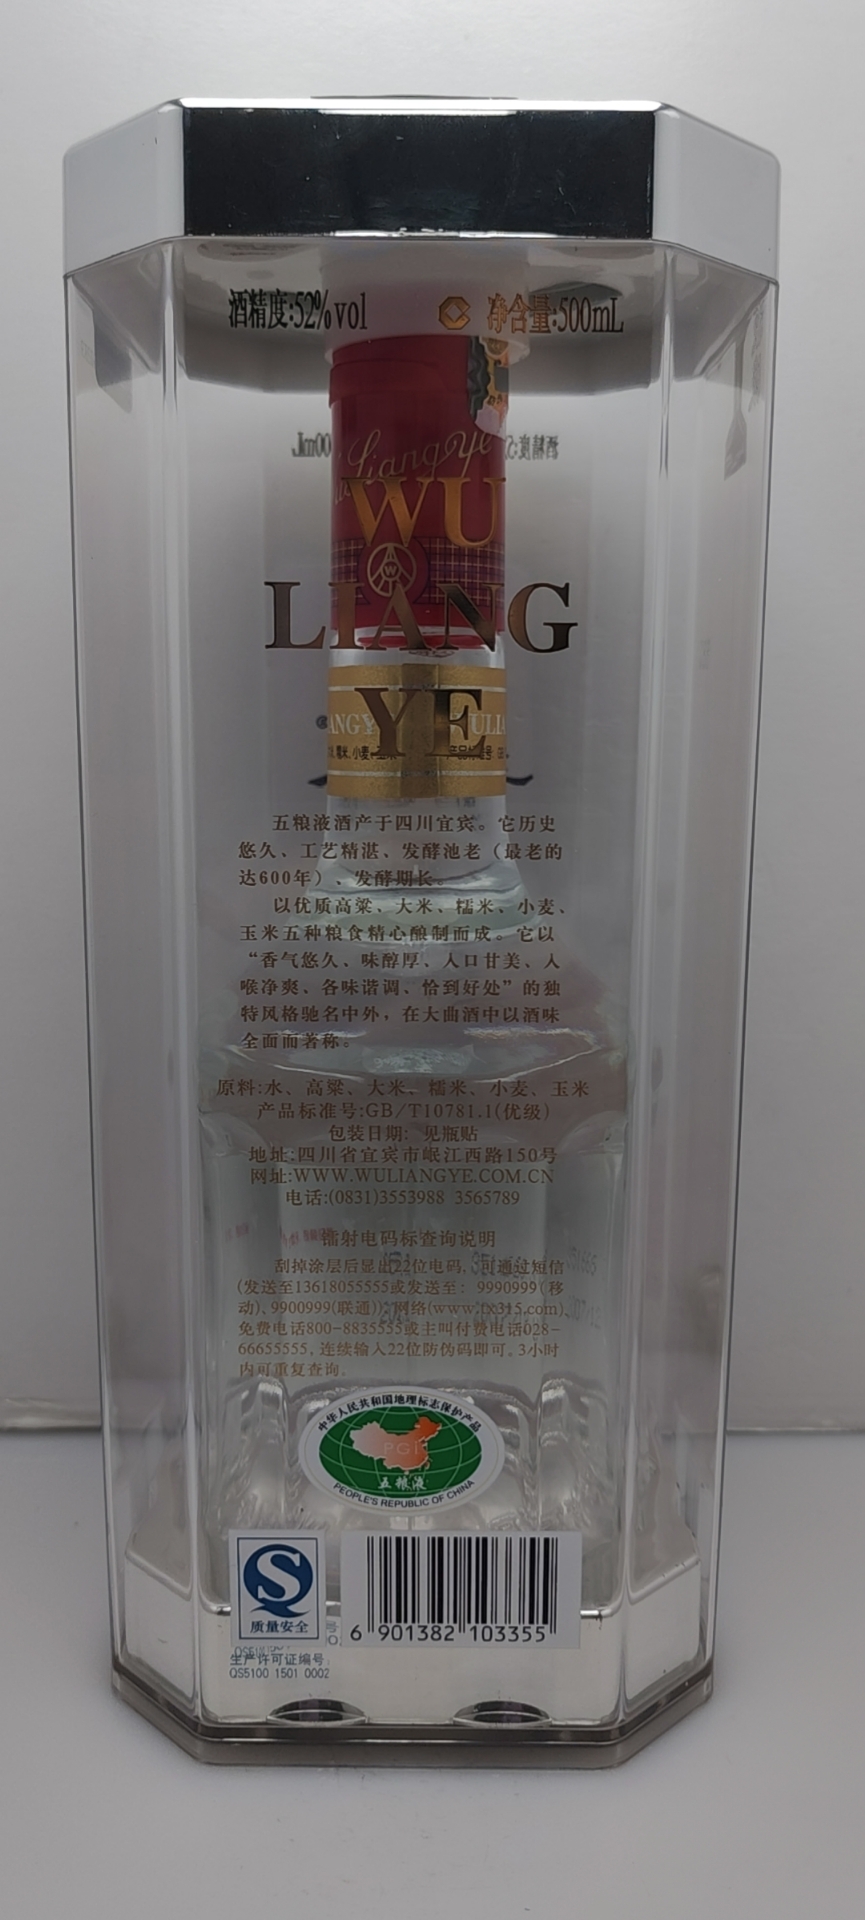 酒精度:52%vol 净含量:500mL
LiangYe
WU
LIANG
YE
五粮液酒产于四川宜宾。它历史
悠久、工艺精湛、发酵池老（最老的
达600年）、发酵期长。
以优质高粱、大米、糯米、小麦、
玉米五种粮食精心酿制而成。它以
“香气悠久、味醇厚、入口甘美、入
喉净爽、各味谐调、恰到好处”的独
特风格驰名中外，在大曲酒中以酒味
全面而著称。
原料:水、高粱、大米、糯米、小麦、玉米
产品标准号:GB/T10781.1(优级)
包装日期: 见瓶贴
地址:四川省宜宾市岷江西路150号
网址:WWW.WULIANGYE.COM.CN
电话:(0831)3553988 3565789
镭射电码标查询说明
刮掉涂层后显出22位电码，可通过短信
(发送至13618055555或发送至: 9990999(移
动)、9900999(联通));网络(www.fx315.com)
免费电话800-8835555或主叫付费电话028-
66655555, 连续输入22位防伪码即可。3小时
内可重复查询。
中华人民共和国地理标志保护产品
PGI
五粮液
PEOPLE'S REPUBLIC OF CHINA
质量安全
生产许可证编号
QS5100 1501 0002
6 901382 103355